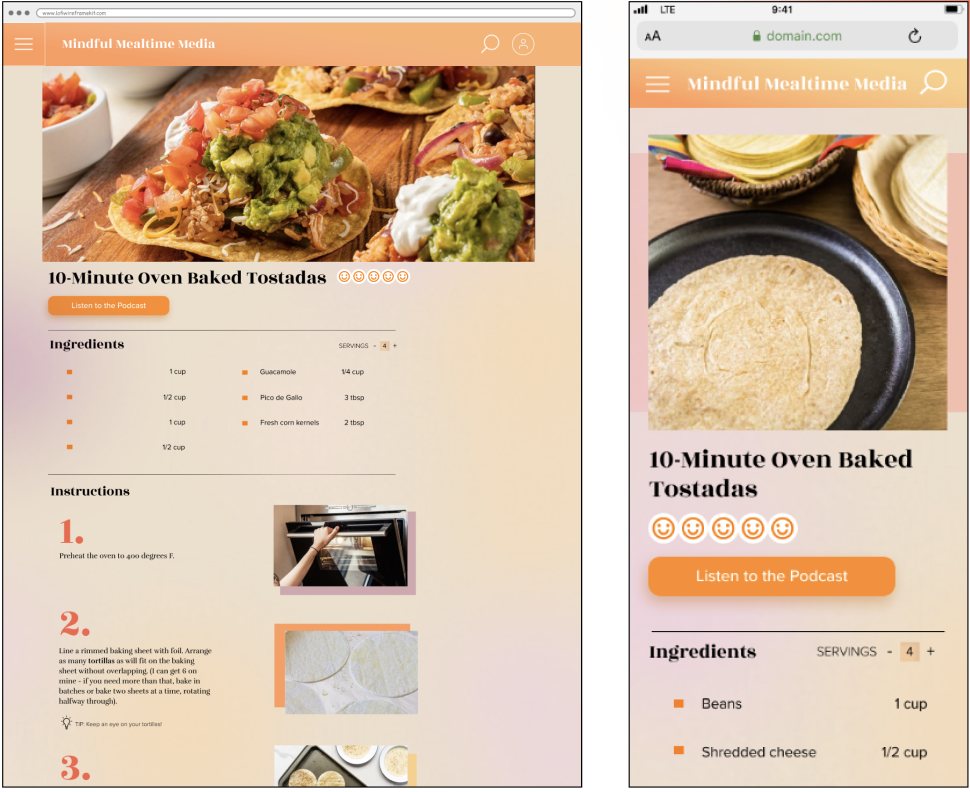 www.lofiwireframekit.com
Mindful Mealtime Media
10-Minute Oven Baked Tostadas
Listen to the Podcast
Ingredients
SERVINGS - 4 +
1 cup
Guacamole 1/4 cup
1/2 cup
Pico de Gallo 3 tbsp
1 cup
Fresh corn kernels 2 tbsp
1/2 cup
Instructions
1.
Preheat the oven to 400 degrees F.
2.
Line a rimmed baking sheet with foil. Arrange
as many tortillas as will fit on the baking
sheet without overlapping. (I can get 6 on
mine - if you need more than that, bake in
batches or bake two sheets at a time, rotating
halfway through).
TIP: Keep an eye on your tortillas!
3.
LTE 9:41
AA domain.com
Mindful Mealtime Media
10-Minute Oven Baked
Tostadas
Listen to the Podcast
Ingredients SERVINGS - 4 +
Beans 1 cup
Shredded cheese 1/2 cup